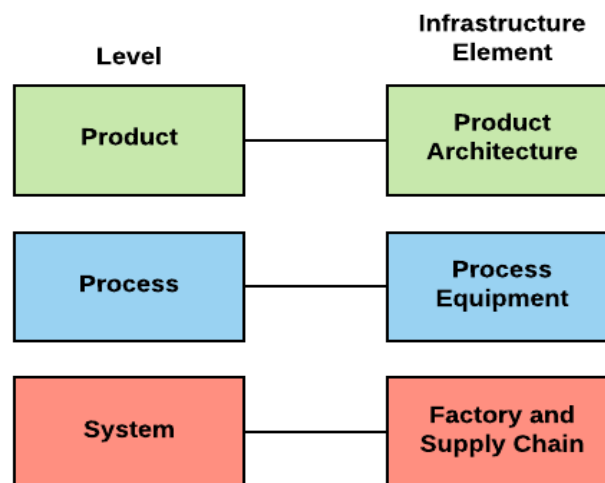 Level
Infrastructure
Element
Product
Product
Architecture
Process
Process
Equipment
System
Factory and
Supply Chain